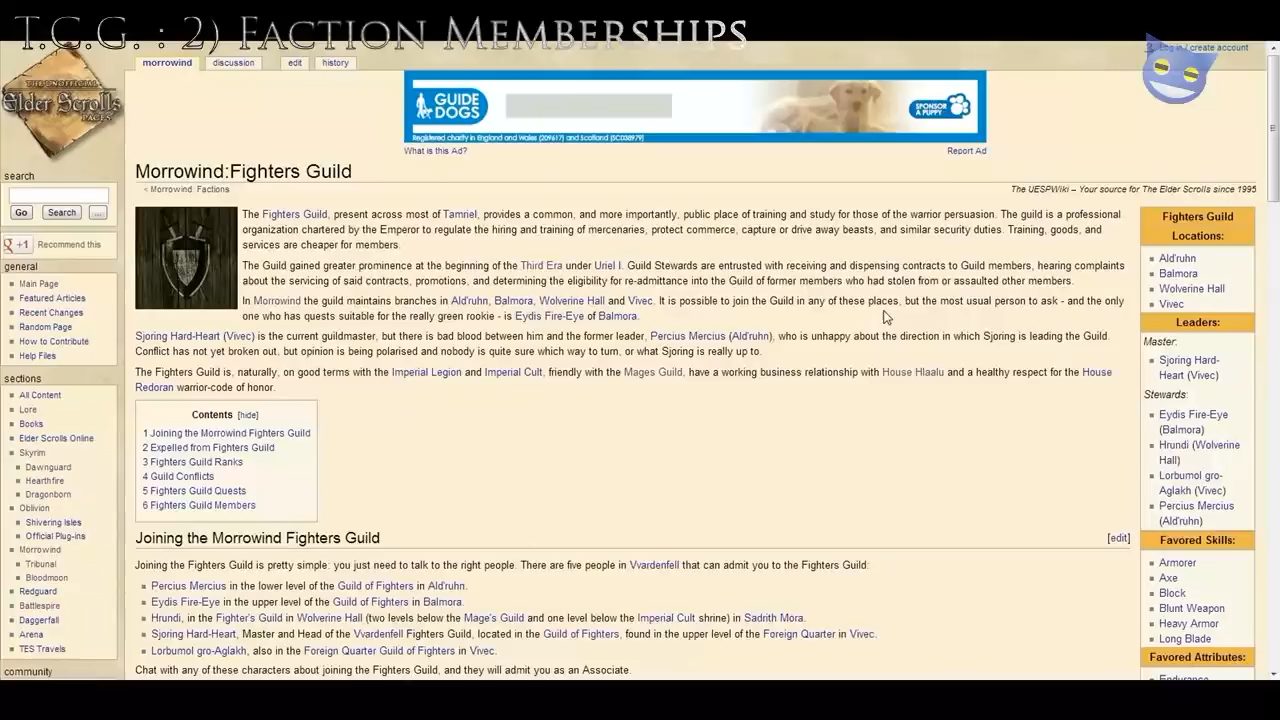 T.C.G. : 2) Faction Memberships
Log in / create account
morrowind
discussion
edit
history
THE UNOFFICIAL
Elder Scrolls
PAGES
GUIDE
DOGS
SPONSOR
A PUPPY
Registered charity in England and Wales (209617) and Scotland (SC038979)
What is this Ad?
Report Ad
search
Go
Search
...
+1
Recommend this
general
Main Page
Featured Articles
Recent Changes
Random Page
How to Contribute
Help Files
sections
All Content
Lore
Books
Elder Scrolls Online
Skyrim
Dawnguard
Hearthfire
Dragonborn
Oblivion
Shivering Isles
Official Plug-ins
Morrowind
Tribunal
Bloodmoon
Redguard
Battlespire
Daggerfall
Arena
TES Travels
community
Morrowind:Fighters Guild
< Morrowind: Factions
The UESPWiki – Your source for The Elder Scrolls since 1995
The Fighters Guild, present across most of Tamriel, provides a common, and more importantly, public place of training and study for those of the warrior persuasion. The guild is a professional
organization chartered by the Emperor to regulate the hiring and training of mercenaries, protect commerce, capture or drive away beasts, and similar security duties. Training, goods, and
services are cheaper for members.
The Guild gained greater prominence at the beginning of the Third Era under Uriel I. Guild Stewards are entrusted with receiving and dispensing contracts to Guild members, hearing complaints
about the servicing of said contracts, promotions, and determining the eligibility for re-admittance into the Guild of former members who had stolen from or assaulted other members.
In Morrowind the guild maintains branches in Ald'ruhn, Balmora, Wolverine Hall and Vivec. It is possible to join the Guild in any of these places, but the most usual person to ask - and the only
one who has quests suitable for the really green rookie - is Eydis Fire-Eye of Balmora.
Sjoring Hard-Heart (Vivec) is the current guildmaster, but there is bad blood between him and the former leader, Percius Mercius (Ald'ruhn), who is unhappy about the direction in which Sjoring is leading the Guild.
Conflict has not yet broken out, but opinion is being polarised and nobody is quite sure which way to turn, or what Sjoring is really up to.
The Fighters Guild is, naturally, on good terms with the Imperial Legion and Imperial Cult, friendly with the Mages Guild, have a working business relationship with House Hlaalu and a healthy respect for the House
Redoran warrior-code of honor.
Contents [hide]
1 Joining the Morrowind Fighters Guild
2 Expelled from Fighters Guild
3 Fighters Guild Ranks
4 Guild Conflicts
5 Fighters Guild Quests
6 Fighters Guild Members
Joining the Morrowind Fighters Guild
[edit]
Joining the Fighters Guild is pretty simple: you just need to talk to the right people. There are five people in Vvardenfell that can admit you to the Fighters Guild:
Percius Mercius in the lower level of the Guild of Fighters in Ald'ruhn.
Eydis Fire-Eye in the upper level of the Guild of Fighters in Balmora.
Hrundi, in the Fighter's Guild in Wolverine Hall (two levels below the Mage's Guild and one level below the Imperial Cult shrine) in Sadrith Mora.
Sjoring Hard-Heart, Master and Head of the Vvardenfell Fighters Guild, located in the Guild of Fighters, found in the upper level of the Foreign Quarter in Vivec.
Lorbumol gro-Aglakh, also in the Foreign Quarter Guild of Fighters in Vivec.
Chat with any of these characters about joining the Fighters Guild, and they will admit you as an Associate.
Fighters Guild
Locations:
Ald'ruhn
Balmora
Wolverine Hall
Vivec
Leaders:
Master:
Sjoring Hard-
Heart (Vivec)
Stewards:
Eydis Fire-Eye
(Balmora)
Hrundi (Wolverine
Hall)
Lorbumol gro-
Aglakh (Vivec)
Percius Mercius
(Ald'ruhn)
Favored Skills:
Armorer
Axe
Block
Blunt Weapon
Heavy Armor
Long Blade
Favored Attributes:
Endurance